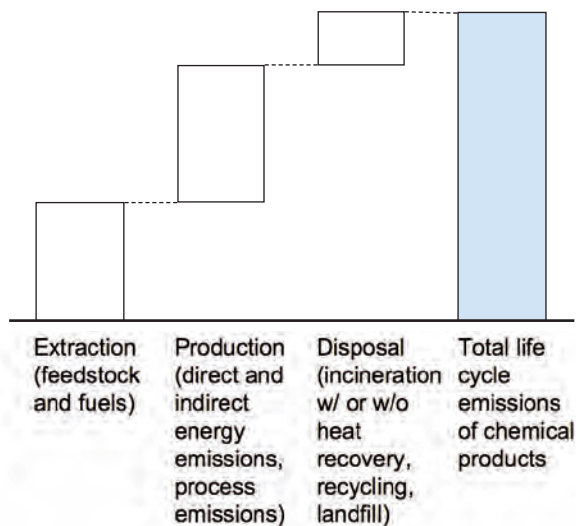 Extraction
(feedstock
and fuels)
Production
(direct and
indirect
energy
emissions,
process
emissions)
Disposal
(incineration
w/ or w/o
heat
recovery,
recycling,
landfill)
Total life
cycle
emissions
of chemical
products